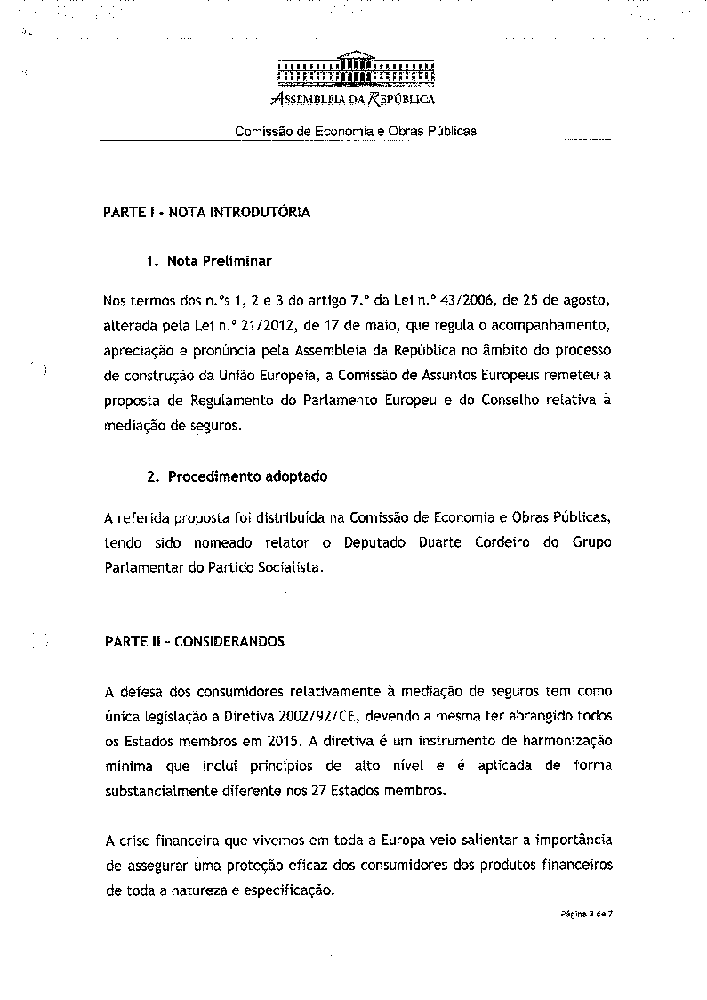 ASSEMBLEIA DA REPÚBLICA
Comissão de Economia e Obras Públicas
PARTE I - NOTA INTRODUTÓRIA
1. Nota Preliminar
Nos termos dos n.ºs 1, 2 e 3 do artigo 7.º da Lei n.º 43/2006, de 25 de agosto,
alterada pela Lei n.º 21/2012, de 17 de maio, que regula o acompanhamento,
apreciação e pronúncia pela Assembleia da República no âmbito do processo
de construção da União Europeia, a Comissão de Assuntos Europeus remeteu a
proposta de Regulamento do Parlamento Europeu e do Conselho relativa à
mediação de seguros.
2. Procedimento adoptado
A referida proposta foi distribuída na Comissão de Economia e Obras Públicas,
tendo sido nomeado relator o Deputado Duarte Cordeiro do Grupo
Parlamentar do Partido Socialista.
PARTE II - CONSIDERANDOS
A defesa dos consumidores relativamente à mediação de seguros tem como
única legislação a Diretiva 2002/92/CE, devendo a mesma ter abrangido todos
os Estados membros em 2015. A diretiva é um instrumento de harmonização
mínima que inclui princípios de alto nível e é aplicada de forma
substancialmente diferente nos 27 Estados membros.
A crise financeira que vivemos em toda a Europa veio salientar a importância
de assegurar uma proteção eficaz dos consumidores dos produtos financeiros
de toda a natureza e especificação.
Página 3 de 7